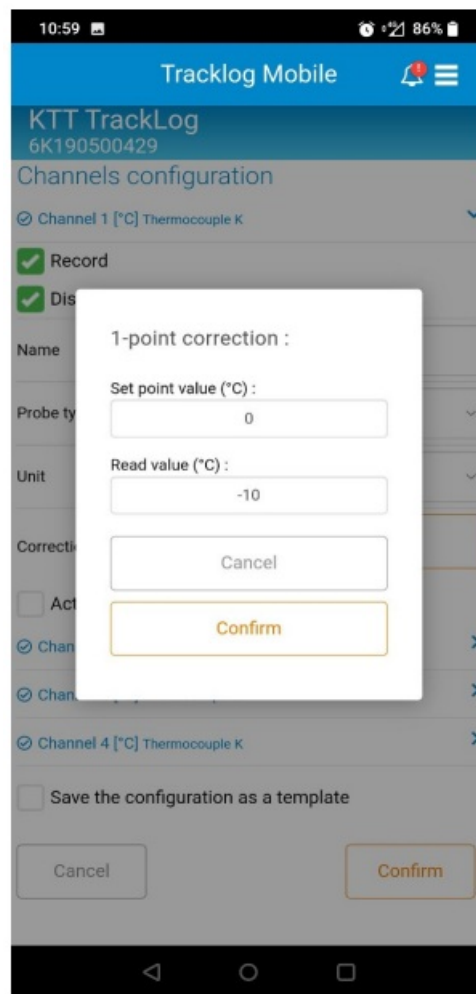 10:59 86%
Tracklog Mobile
KTT TrackLog
6K190500429
Channels configuration
Channel 1 [°C] Thermocouple K
Record
Dis
Name
1-point correction :
Set point value (°C) :
0
Probe ty
Read value (°C) :
-10
Unit
Correcti
Cancel
Act
Confirm
Chan
Chan
Channel 4 [°C] Thermocouple K
Save the configuration as a template
Cancel Confirm